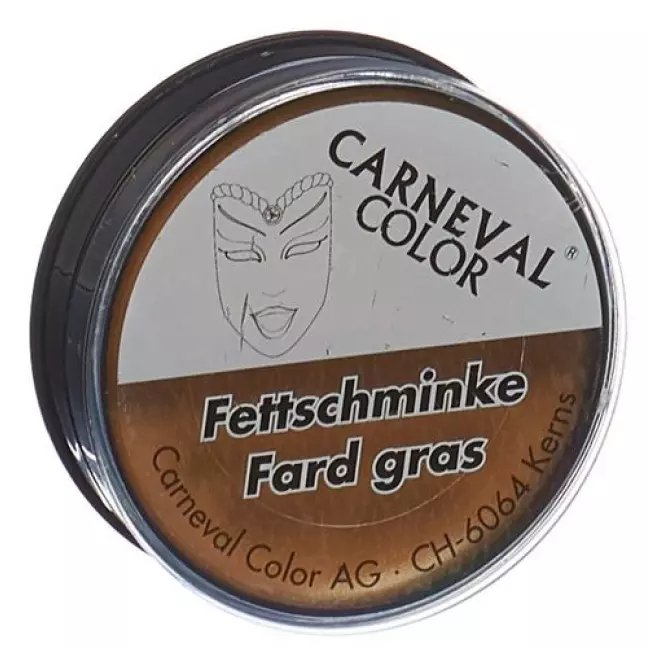 CARNEVAL
COLOR ®
Fettschminke
Fard gras
Carneval Color AG · CH-6064 Kerns